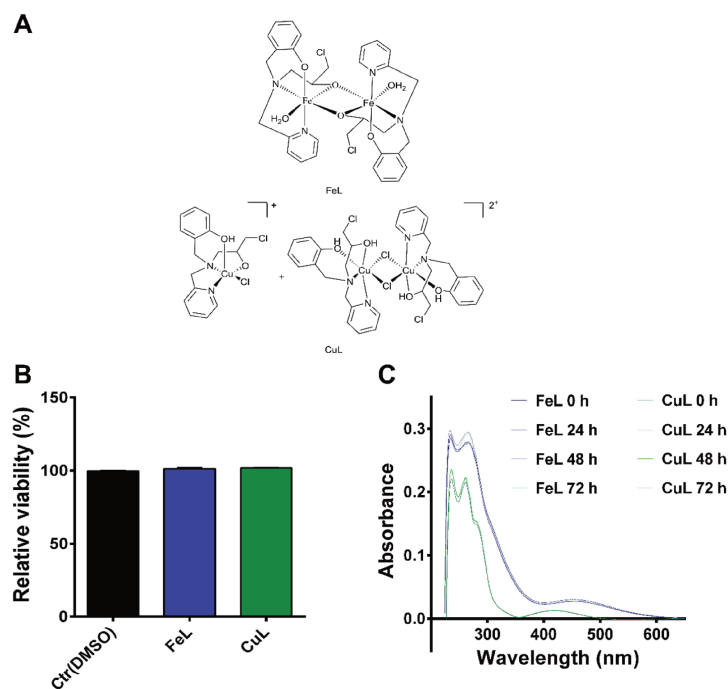 A
Cl
O
N
O
N
OH2
Fe
Fe
H2O
N
O
N
Cl
O
FeL
+
2+
Cl
OH
N
O
Cu
Cl
N
+
Cl
H
O
OH
N
N
Cl
Cu
Cu
N
Cl
N
HO
O
H
Cl
CuL
B
Relative viability (%)
150
100
50
0
Ctr(DMSO)
FeL
CuL
C
Absorbance
0.3
0.2
0.1
0.0
FeL 0 h
FeL 24 h
FeL 48 h
FeL 72 h
CuL 0 h
CuL 24 h
CuL 48 h
CuL 72 h
300
400
500
600
Wavelength (nm)